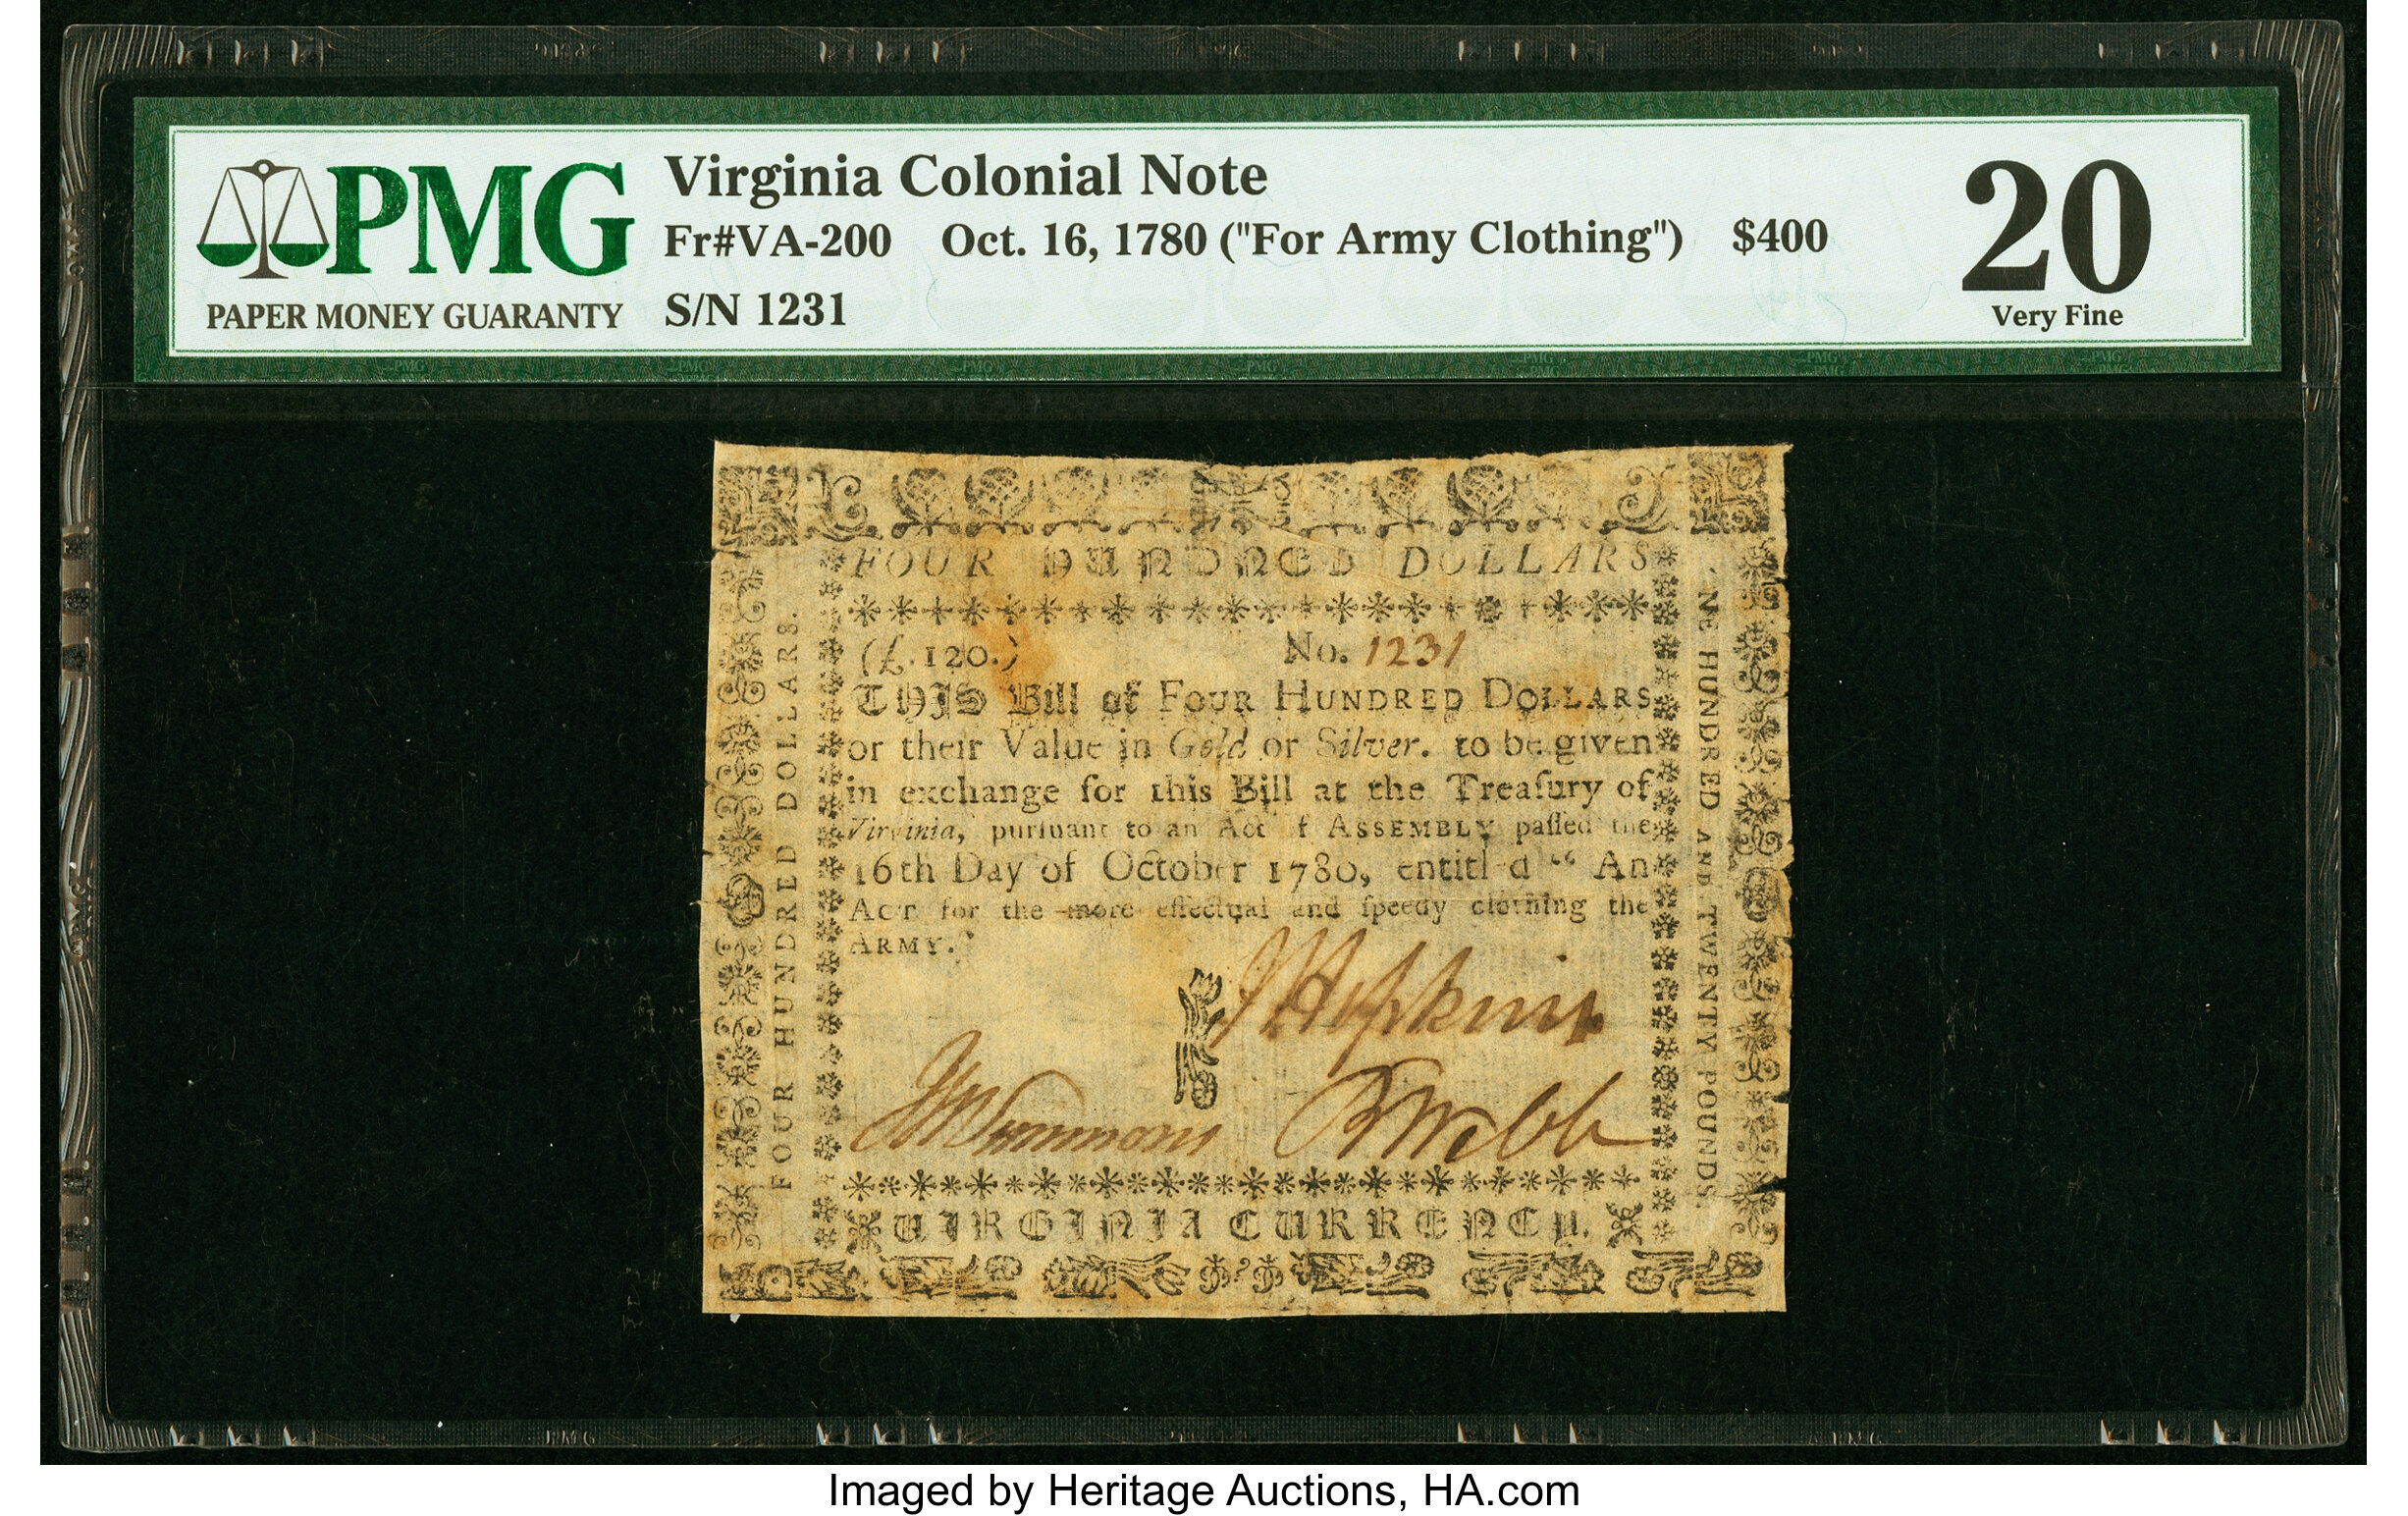 PMG
PAPER MONEY GUARANTY
Virginia Colonial Note
Fr#VA-200 Oct. 16, 1780 ("For Army Clothing") $400
S/N 1231
20
Very Fine
FOUR HUNDRED DOLLARS
(£.120.) No. 1231
THIS Bill of FOUR HUNDRED DOLLARS
or their Value in Gold or Silver. to be given
in exchange for this Bill at the Treaſury of
Virginia, purſuant to an Act f ASSEMBLY paſſed the
16th Day of October 1780, entitl d “ An
Act for the more effectual and ſpeedy clothing the
ARMY.”
J Hopkins
B Webb
VIRGINIA CURRENCY.
FOUR HUNDRED DOLLARS.
NE HUNDRED AND TWENTY POUNDS.
Imaged by Heritage Auctions, HA.com